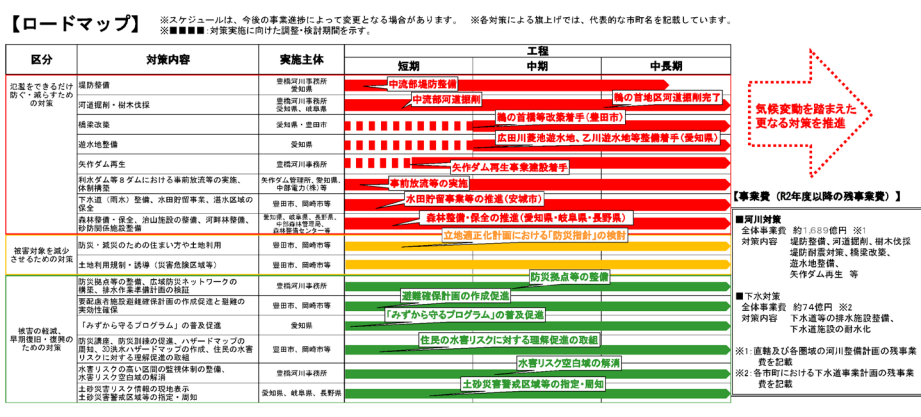 【ロードマップ】
※スケジュールは、今後の事業進捗によって変更となる場合があります。　※各対策による旗上げでは、代表的な市町名を記載しています。
※■■■■:対策実施に向けた調整・検討期間を示す。
区分
対策内容
実施主体
工程
短期
中期
中長期
氾濫をできるだけ
防ぐ・減らすため
の対策
堤防整備
豊橋河川事務所
愛知県
中流部堤防整備
河道掘削・樹木伐採
豊橋河川事務所
愛知県、岐阜県
中流部河道掘削
鵜の首地区河道掘削完了
橋梁改築
愛知県・豊田市
鵜の首橋等改築着手(豊田市)
遊水地整備
愛知県
広田川菱池遊水地、乙川遊水地等整備着手(愛知県)
矢作ダム再生
豊橋河川事務所
矢作ダム再生事業建設着手
利水ダム等8ダムにおける事前放流等の実施、
体制構築
矢作ダム管理所、愛知県、
中部電力(株)等
事前放流等の実施
下水道（雨水）整備、水田貯留事業、湛水区域の
保全
豊田市、岡崎市等
水田貯留事業等の推進(安城市)
森林整備・保全、治山施設の整備、河畔林整備、
砂防関係施設整備
愛知県、岐阜県、長野県、
中部森林管理局、
森林整備センター等
森林整備・保全の推進(愛知県・岐阜県・長野県)
被害対象を減少
させるための対策
防災・減災のための住まい方や土地利用
豊田市、岡崎市等
立地適正化計画における「防災指針」の検討
土地利用規制・誘導（災害危険区域等）
豊田市、岡崎市等
被害の軽減、
早期復旧・復興の
ための対策
防災拠点等の整備、広域防災ネットワークの
構築、排水作業準備計画の検証
豊橋河川事務所
防災拠点等の整備
要配慮者施設避難確保計画の作成促進と避難の
実効性確保
豊田市、岡崎市等
避難確保計画の作成促進
「みずから守るプログラム」の普及促進
愛知県
「みずから守るプログラム」の普及促進
防災講座、防災訓練の促進、ハザードマップの
周知、3D洪水ハザードマップの作成、住民の水害
リスクに対する理解促進の取組
豊田市、岡崎市等
住民の水害リスクに対する理解促進の取組
水害リスクの高い区間の監視体制の整備、
水害リスク空白域の解消
豊橋河川事務所
水害リスク空白域の解消
土砂災害リスク情報の現地表示
土砂災害警戒区域等の指定・周知
愛知県、岐阜県、長野県
土砂災害警戒区域等の指定・周知
気候変動を踏まえた
更なる対策を推進
【事業費（R2年度以降の残事業費）】
■河川対策
全体事業費　約1,689億円　※1
対策内容　堤防整備、河道掘削、樹木伐採
堤防耐震対策、橋梁改築、
遊水地整備、
矢作ダム再生　等
■下水対策
全体事業費　約74億円　※2
対策内容　下水道等の排水施設整備、
下水道施設の耐水化
※1:直轄及び各圏域の河川整備計画の残事業費
を記載
※2:各市町における下水道事業計画の残事業
費を記載